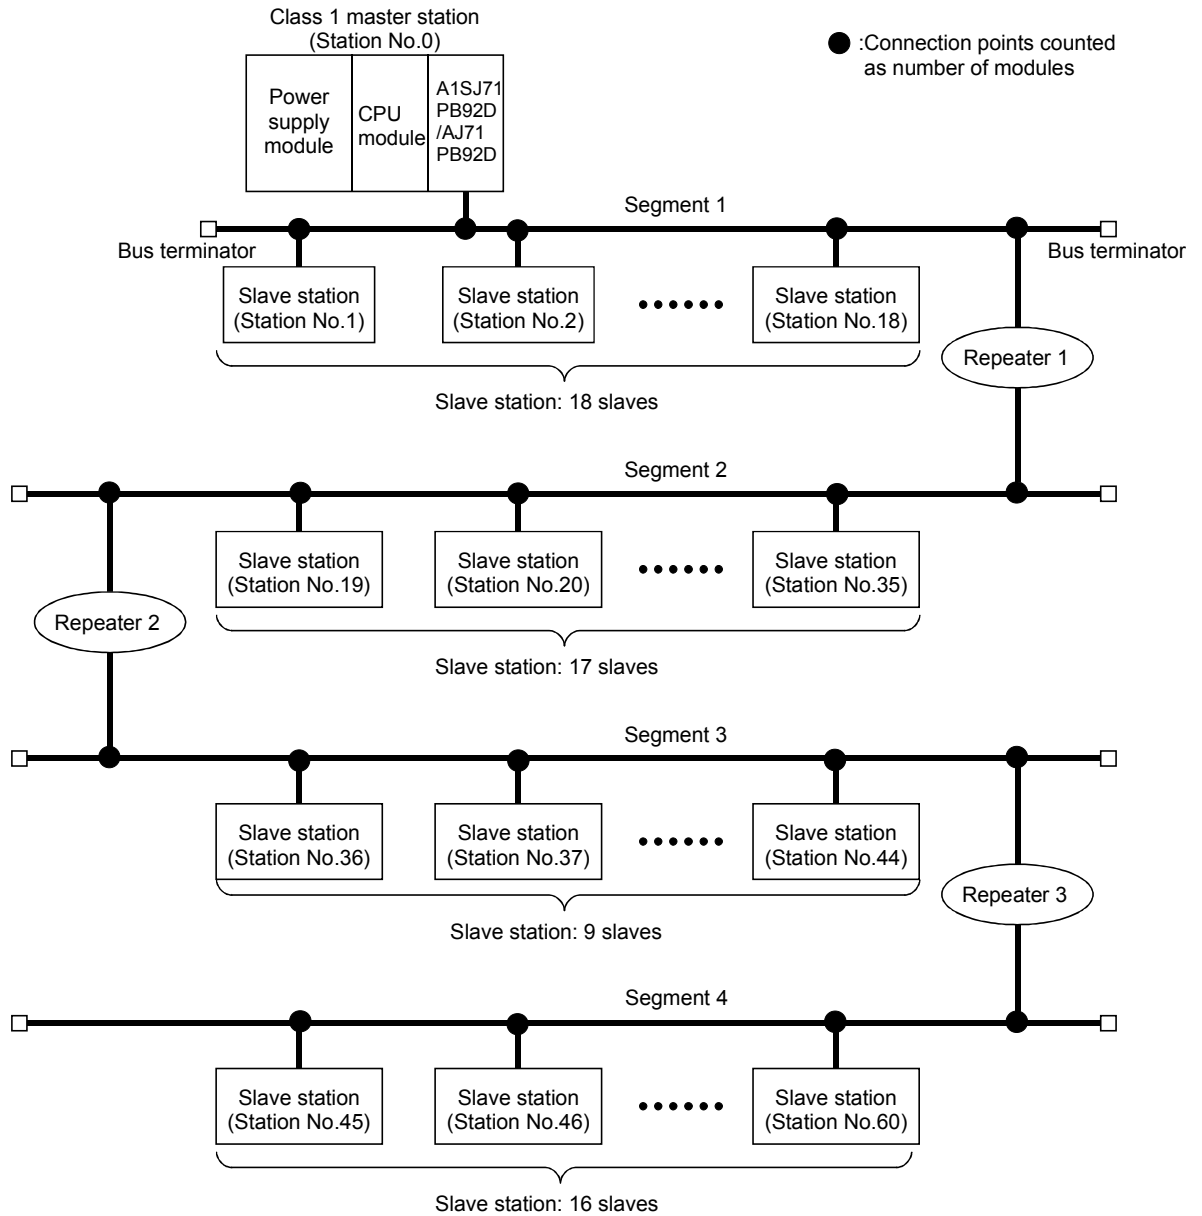 Class 1 master station
(Station No.0)
:Connection points counted
as number of modules
Power
supply
module
CPU
module
A1SJ71
PB92D
/AJ71
PB92D
Segment 1
Bus terminator
Bus terminator
Slave station
(Station No.1)
Slave station
(Station No.2)
Slave station
(Station No.18)
Repeater 1
Slave station: 18 slaves
Segment 2
Slave station
(Station No.19)
Slave station
(Station No.20)
Slave station
(Station No.35)
Repeater 2
Slave station: 17 slaves
Segment 3
Slave station
(Station No.36)
Slave station
(Station No.37)
Slave station
(Station No.44)
Repeater 3
Slave station: 9 slaves
Segment 4
Slave station
(Station No.45)
Slave station
(Station No.46)
Slave station
(Station No.60)
Slave station: 16 slaves